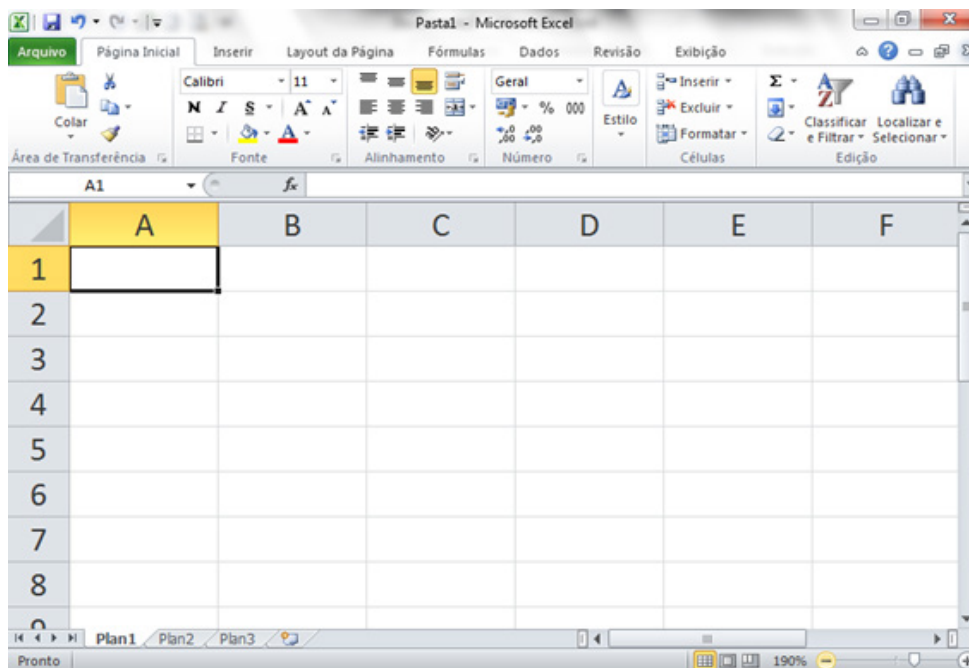 Pasta1 - Microsoft Excel
Arquivo Página Inicial Inserir Layout da Página Fórmulas Dados Revisão Exibição
Calibri 11 Geral Inserir Σ
Colar N I S A A % 000 Estilo Excluir Classificar e Filtrar Localizar e Selecionar
A ,00 Formatar
Área de Transferência Fonte Alinhamento Número Células Edição
A1 fx
A B C D E F
1
2
3
4
5
6
7
8
Plan1 Plan2 Plan3
Pronto 190%